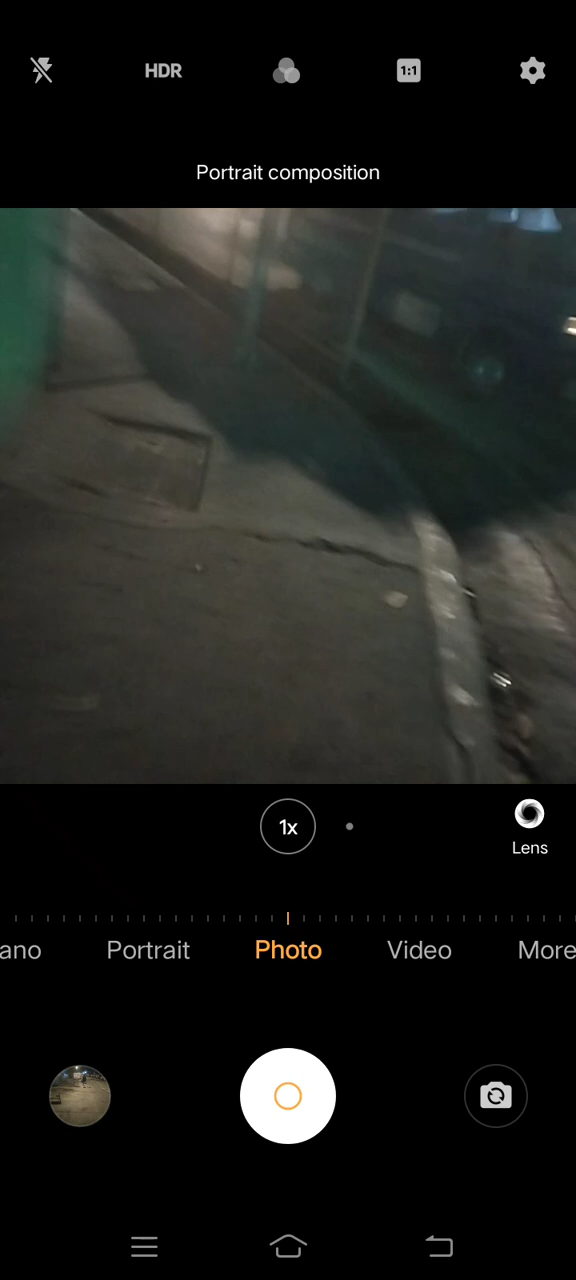 HDR
1:1
Portrait composition
1x
Lens
ano
Portrait
Photo
Video
More